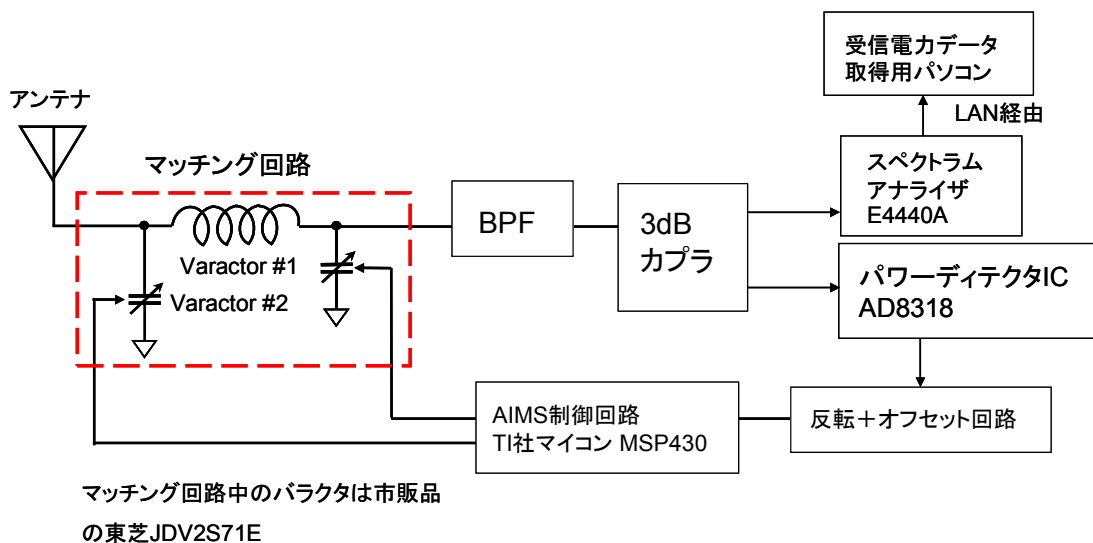 受信電力データ
取得用パソコン
LAN経由
アンテナ
マッチング回路
スペクトラム
アナライザ
E4440A
BPF
3dB
カプラ
Varactor #1
Varactor #2
パワーディテクタIC
AD8318
AIMS制御回路
TI社マイコン MSP430
反転＋オフセット回路
マッチング回路中のバラクタは市販品
の東芝JDV2S71E